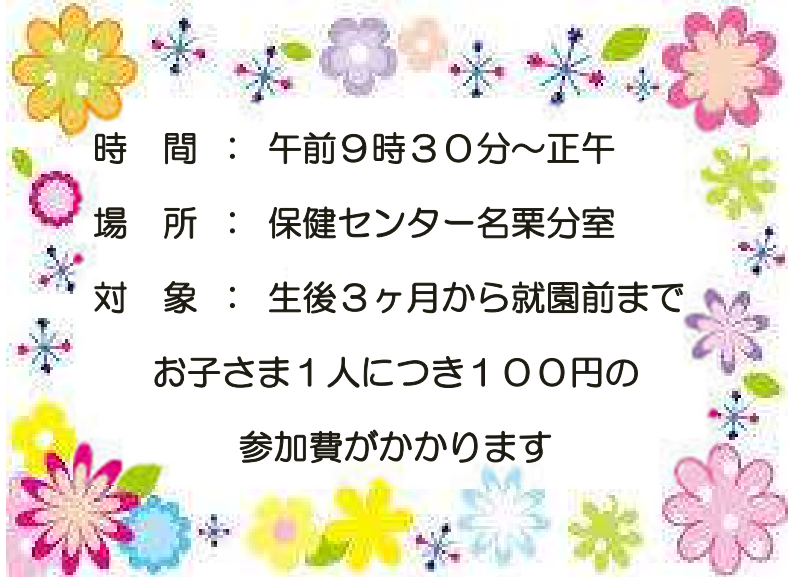 時　間　：　午前９時３０分～正午
場　所　：　保健センター名栗分室
対　象　：　生後３ヶ月から就園前まで
お子さま１人につき１００円の
参加費がかかります